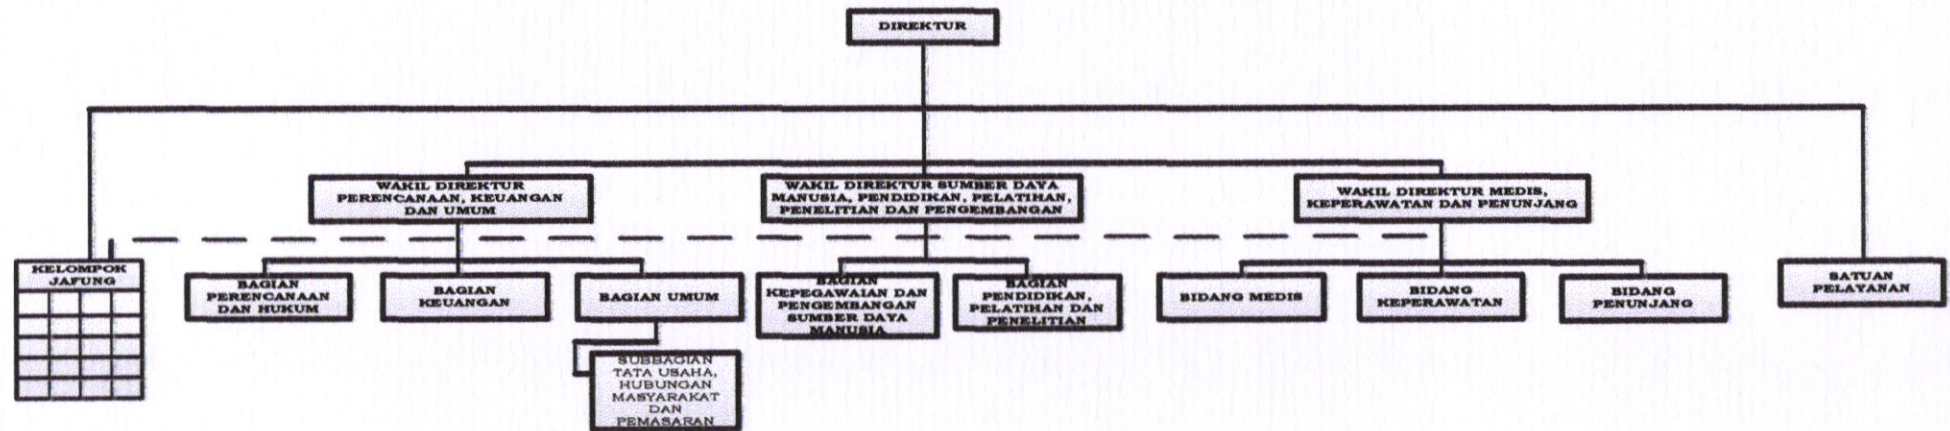 DIREKTUR
WAKIL DIREKTUR
PERENCANAAN, KEUANGAN
DAN UMUM
WAKIL DIREKTUR SUMBER DAYA
MANUSIA, PENDIDIKAN, PELATIHAN,
PENELITIAN DAN PENGEMBANGAN
WAKIL DIREKTUR MEDIS,
KEPERAWATAN DAN PENUNJANG
KELOMPOK
JAFUNG
BAGIAN
PERENCANAAN
DAN HUKUM
BAGIAN
KEUANGAN
BAGIAN UMUM
BAGIAN
KEPEGAWAIAN DAN
PENGEMBANGAN
SUMBER DAYA
MANUSIA
BAGIAN
PENDIDIKAN,
PELATIHAN DAN
PENELITIAN
BIDANG MEDIS
BIDANG
KEPERAWATAN
BIDANG
PENUNJANG
SATUAN
PELAYANAN
SUBBAGIAN
TATA USAHA,
HUBUNGAN
MASYARAKAT
DAN
PEMASARAN